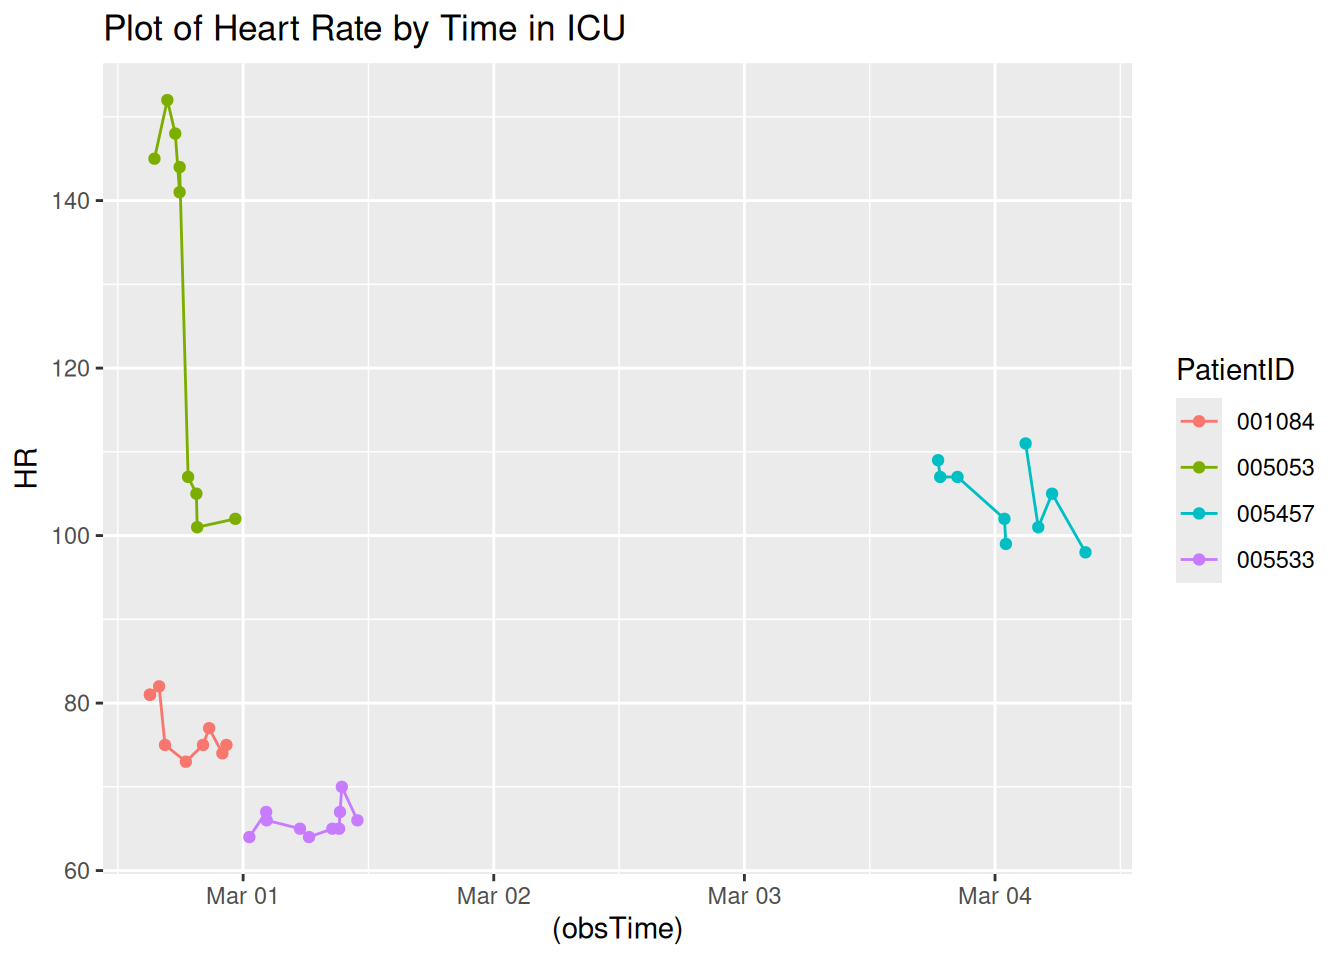 Plot of Heart Rate by Time in ICU
HR
140
120
100
80
60
Mar 01
Mar 02
Mar 03
Mar 04
(obsTime)
PatientID
001084
005053
005457
005533